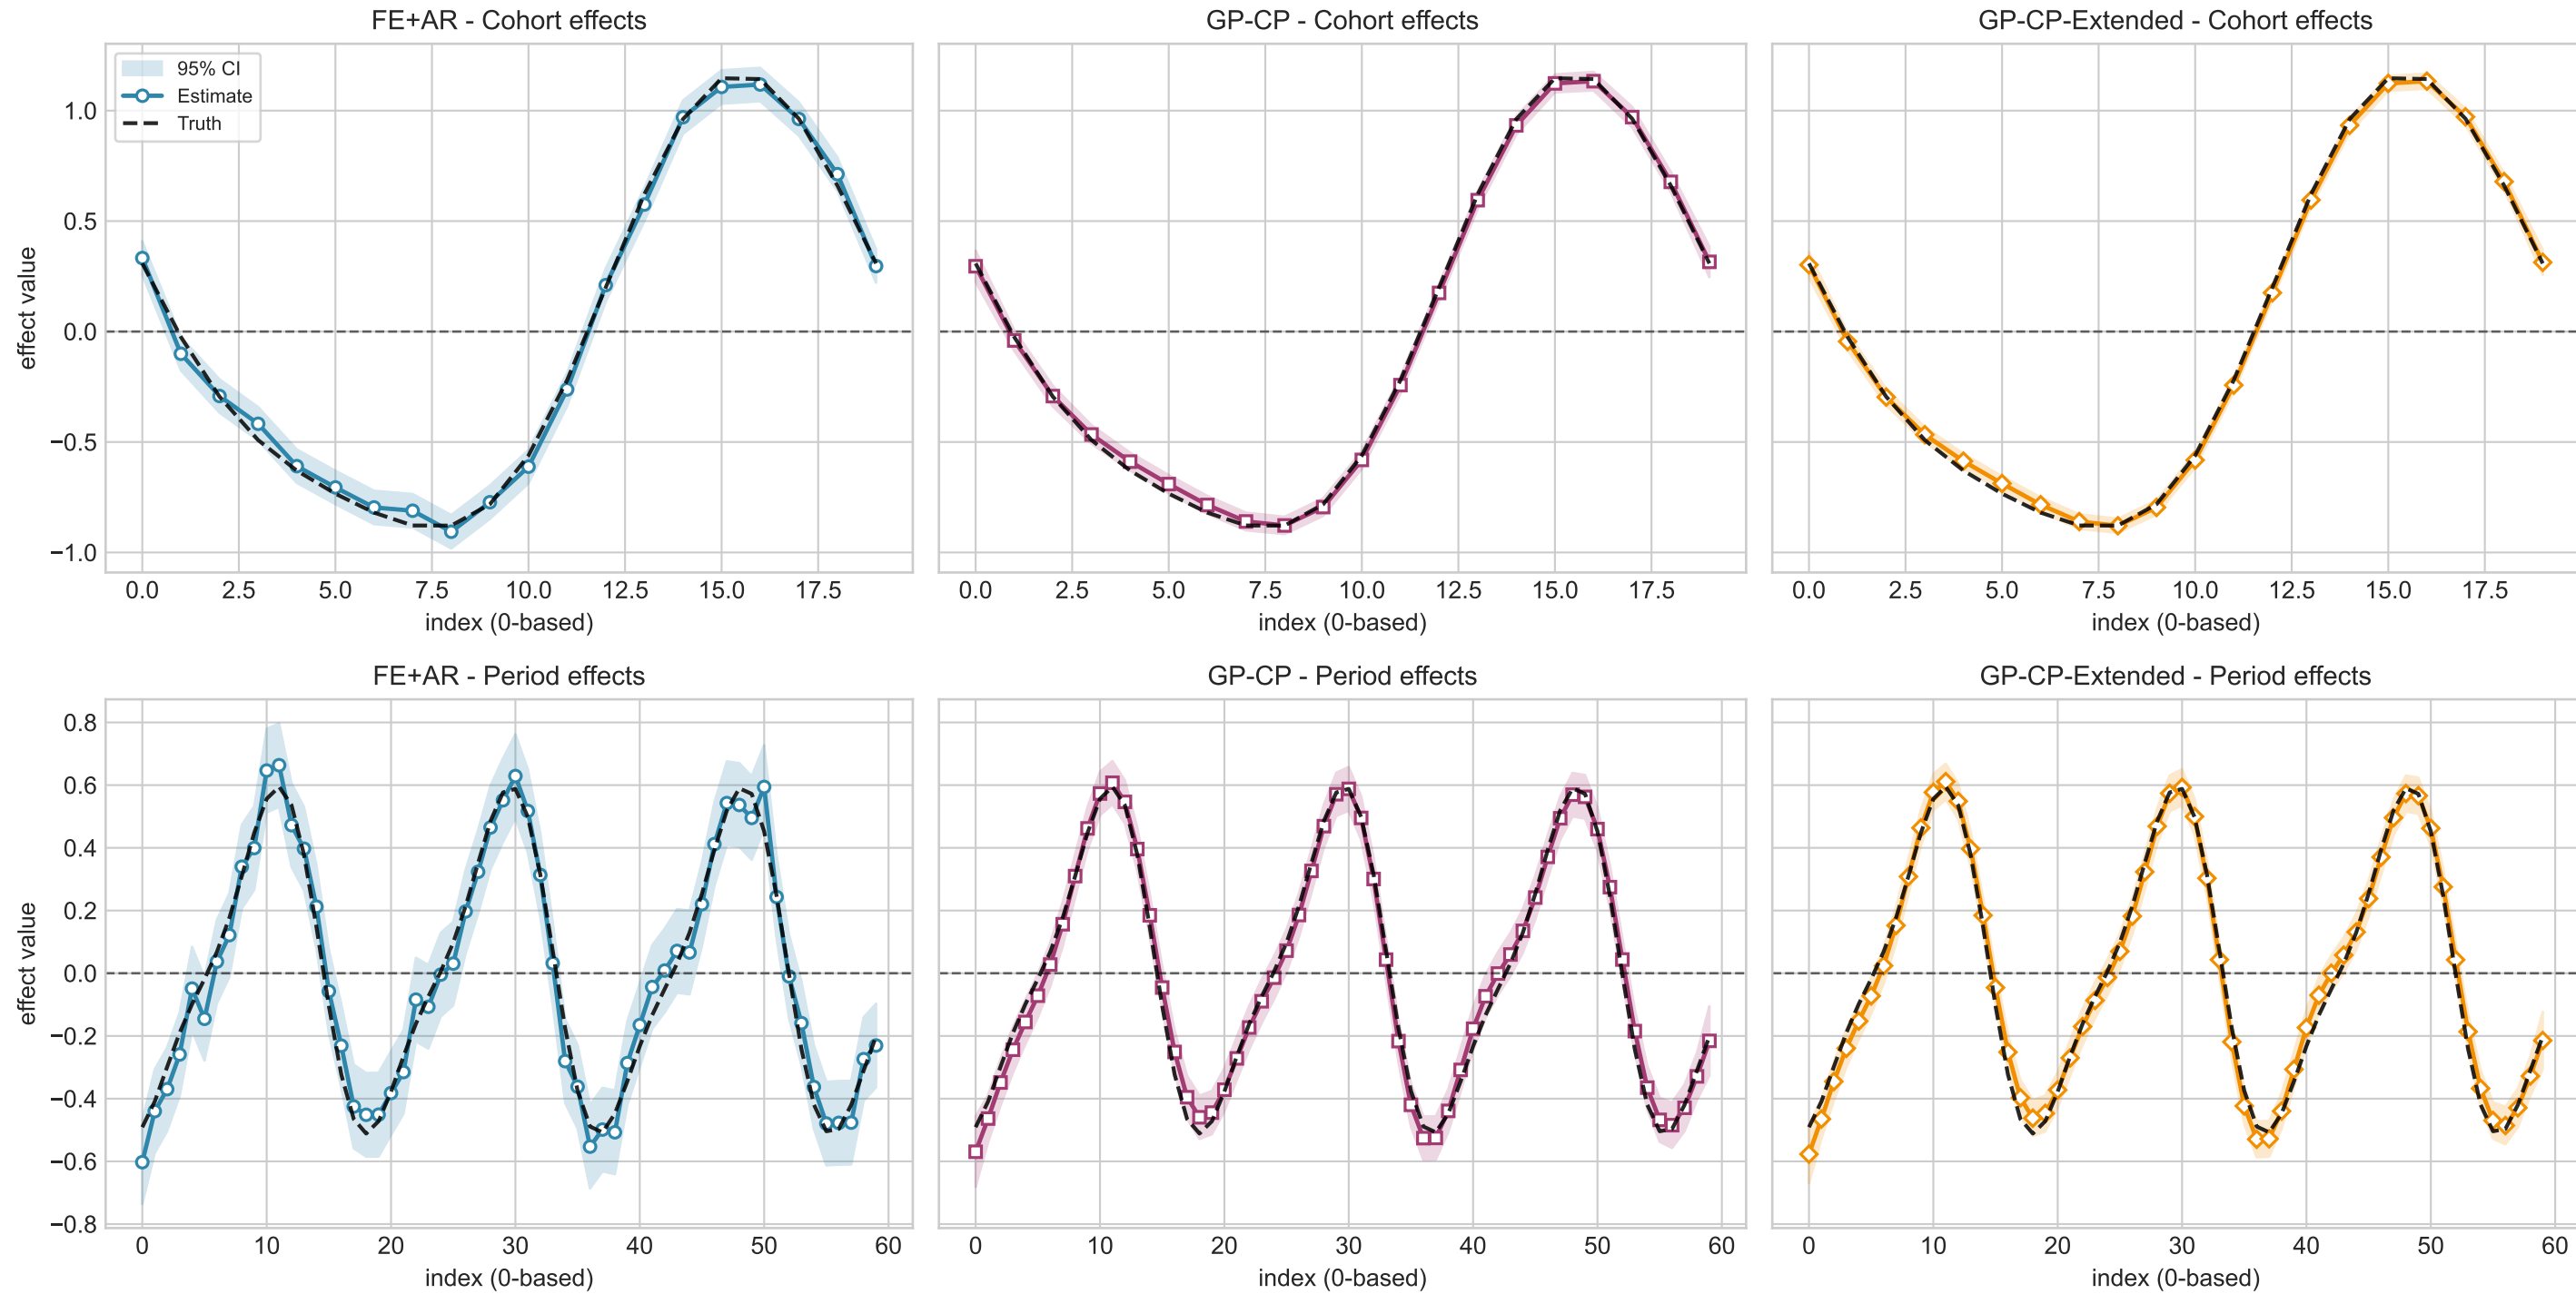 FE+AR - Cohort effects
GP-CP - Cohort effects
GP-CP-Extended - Cohort effects
95% CI
Estimate
Truth
effect value
1.0
0.5
0.0
−0.5
−1.0
0.0 2.5 5.0 7.5 10.0 12.5 15.0 17.5
0.0 2.5 5.0 7.5 10.0 12.5 15.0 17.5
0.0 2.5 5.0 7.5 10.0 12.5 15.0 17.5
index (0-based)
index (0-based)
index (0-based)
FE+AR - Period effects
GP-CP - Period effects
GP-CP-Extended - Period effects
effect value
0.8
0.6
0.4
0.2
0.0
−0.2
−0.4
−0.6
−0.8
0 10 20 30 40 50 60
0 10 20 30 40 50 60
0 10 20 30 40 50 60
index (0-based)
index (0-based)
index (0-based)